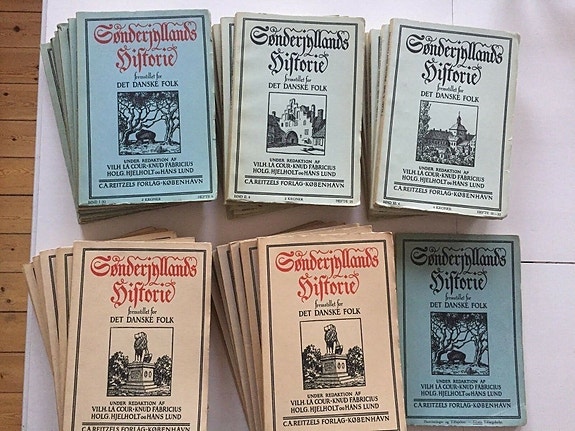 Sønderjyllands
Historie
fremstillet for
DET DANSKE FOLK
UNDER REDAKTION AF
VILH. LA COUR-KNUD FABRICIUS
HOLG. HJELHOLT OG HANS LUND
C.A.REITZELS FORLAG-KØBENHAVN
2 KRONER
Sønderjyllands
Historie
fremstillet for
DET DANSKE FOLK
UNDER REDAKTION AF
VILH. LA COUR-KNUD FABRICIUS
HOLG. HJELHOLT OG HANS LUND
C.A.REITZELS FORLAG-KØBENHAVN
2 KRONER
Sønderjyllands
Historie
fremstillet for
DET DANSKE FOLK
UNDER REDAKTION AF
VILH. LA COUR-KNUD FABRICIUS
HOLG. HJELHOLT OG HANS LUND
C.A.REITZELS FORLAG-KØBENHAVN
KRONER
Sønderjyllands
Historie
fremstillet for
DET DANSKE FOLK
UNDER REDAKTION AF
VILH. LA COUR-KNUD FABRICIUS
HOLG. HJELHOLT OG HANS LUND
C.A.REITZELS FORLAG-KØBENHAVN
Sønderjyllands
Historie
fremstillet for
DET DANSKE FOLK
UNDER REDAKTION AF
VILH. LA COUR-KNUD FABRICIUS
HOLG. HJELHOLT OG HANS LUND
C.A.REITZELS FORLAG-KØBENHAVN
Sønderjyllands
Historie
fremstillet for
DET DANSKE FOLK
UNDER REDAKTION AF
VILH. LA COUR-KNUD FABRICIUS
HOLG. HJELHOLT OG HANS LUND
C.A.REITZELS FORLAG-KØBENHAVN